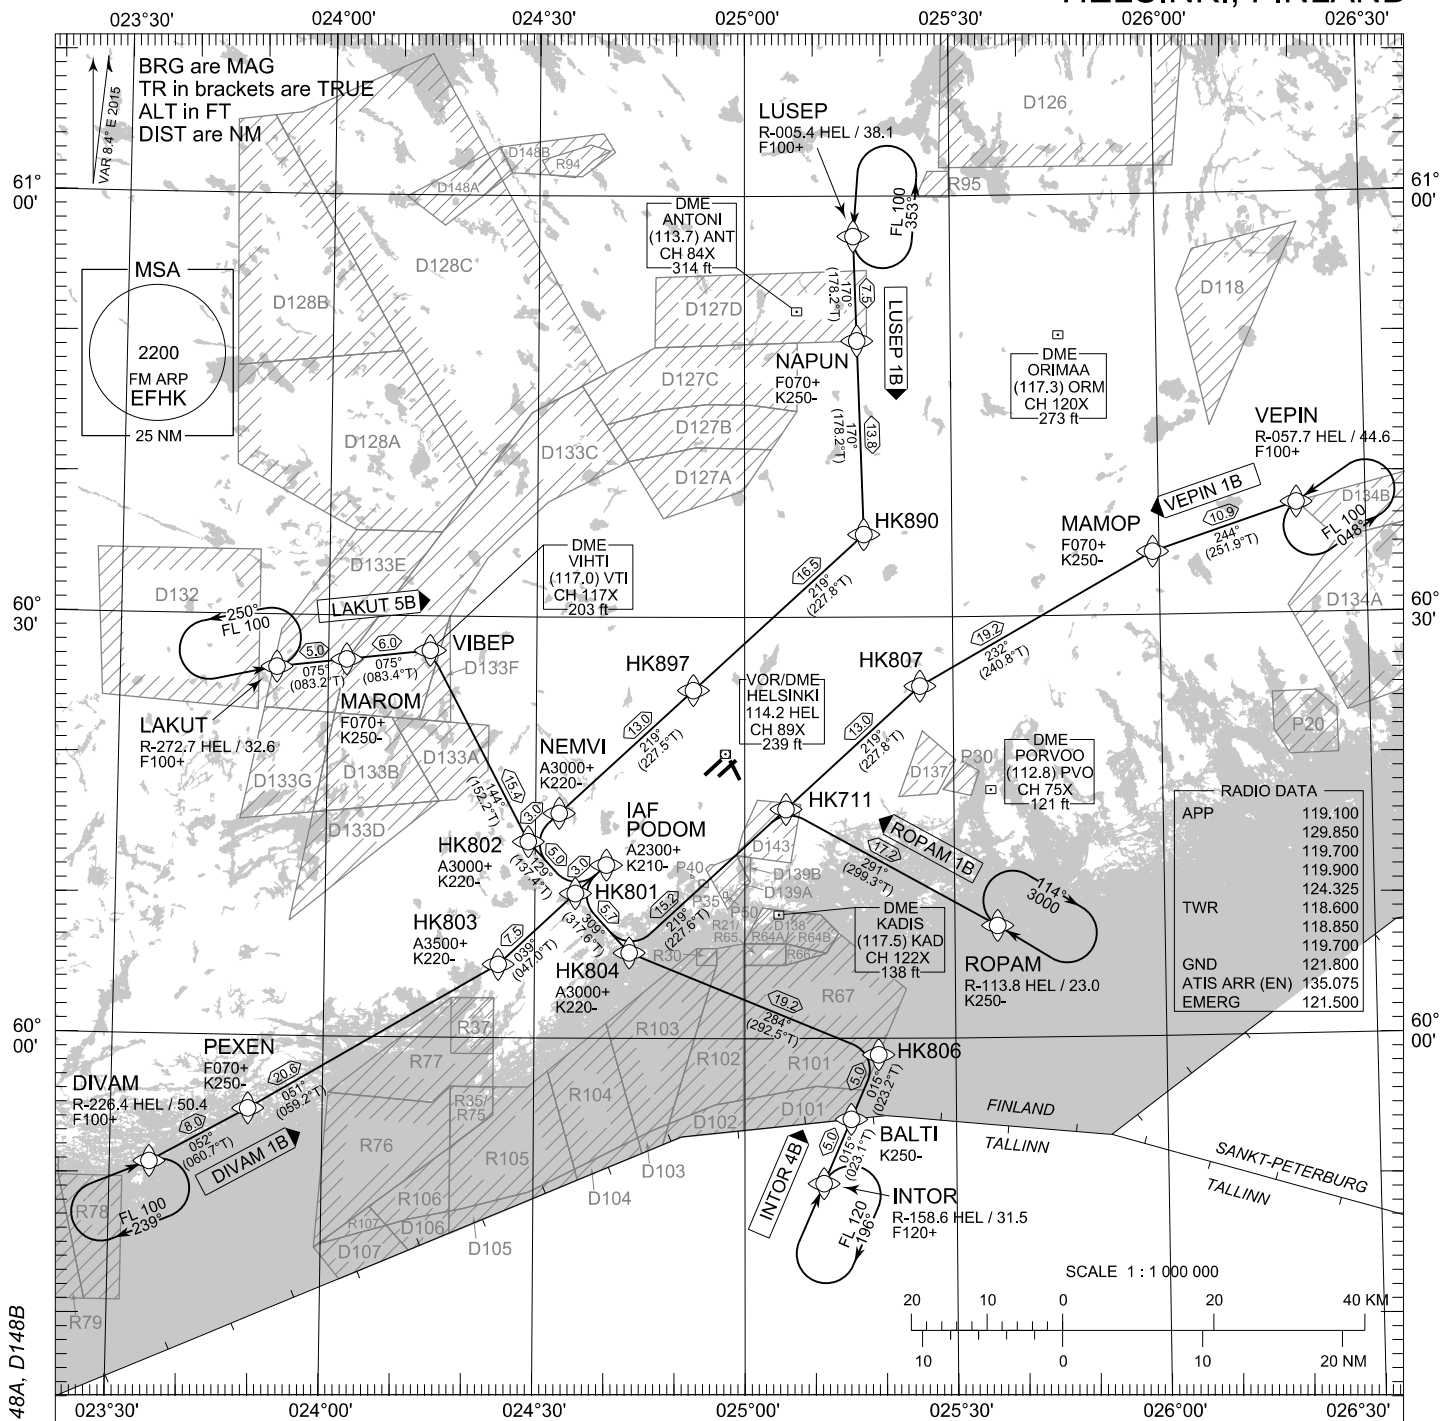 HELSINKI, FINLAND
023°30'
024°00'
024°30'
025°00'
025°30'
026°00'
026°30'
BRG are MAG
TR in brackets are TRUE
ALT in FT
DIST are NM
VAR 8.4° E 2015
61°
00'
61°
00'
60°
30'
60°
30'
60°
00'
60°
00'
MSA
2200
FM ARP
EFHK
25 NM
LUSEP
R-005.4 HEL / 38.1
F100+
FL 100
353°
DME
ANTONI
(113.7) ANT
CH 84X
314 ft
170°
(178.2°T)
7.5
LUSEP 1B
NAPUN
F070+
K250-
170°
(178.2°T)
13.8
HK890
DME
ORIMAA
(117.3) ORM
CH 120X
273 ft
VEPIN
R-057.7 HEL / 44.6
F100+
FL 100
048°
VEPIN 1B
10.9
244°
(251.9°T)
MAMOP
F070+
K250-
19.2
232°
(240.8°T)
HK807
13.0
219°
(227.8°T)
HK711
16.5
219°
(227.8°T)
HK897
13.0
219°
(227.5°T)
NEMVI
A3000+
K220-
DME
VIHTI
(117.0) VTI
CH 117X
203 ft
VOR/DME
HELSINKI
114.2 HEL
CH 89X
239 ft
DME
PORVOO
(112.8) PVO
CH 75X
121 ft
DME
KADIS
(117.5) KAD
CH 122X
138 ft
250°
FL 100
LAKUT 5B
5.0
075°
(083.2°T)
6.0
075°
(083.4°T)
VIBEP
MAROM
F070+
K250-
LAKUT
R-272.7 HEL / 32.6
F100+
15.4
144°
(152.2°T)
3.0
HK802
A3000+
K220-
5.0
129°
(137.4°T)
3.0
IAF
PODOM
A2300+
K210-
HK801
HK803
A3500+
K220-
7.5
039°
(047.0°T)
5.7
309°
(317.6°T)
HK804
A3000+
K220-
15.2
219°
(227.6°T)
ROPAM 1B
17.2
291°
(299.3°T)
114°
3000
ROPAM
R-113.8 HEL / 23.0
K250-
RADIO DATA
APP 119.100
129.850
119.700
119.900
124.325
TWR 118.600
118.850
119.700
GND 121.800
ATIS ARR (EN) 135.075
EMERG 121.500
19.2
284°
(292.5°T)
HK806
5.0
015°
(023.2°T)
BALTI
K250-
5.0
015°
(023.1°T)
INTOR 4B
INTOR
R-158.6 HEL / 31.5
F120+
FL 120
196°
PEXEN
F070+
K250-
20.6
051°
(059.2°T)
DIVAM
R-226.4 HEL / 50.4
F100+
8.0
052°
(060.7°T)
DIVAM 1B
FL 100
239°
FINLAND
TALLINN
SANKT-PETERBURG
TALLINN
D126
R95
D148B
R94
D148A
D128C
D128B
D128A
D127D
D127C
D127B
D127A
D118
D134B
D134A
D133C
D133E
D132
D133F
D133A
D133B
D133G
D133D
P20
P30
D137
D143
P40
D139B
D139A
P35
P50
D138
R21/
R65
R64A
R64B
R66
R30
R67
R103
R102
R101
R104
D102
D101
D103
D104
R37
R77
R35/
R75
R76
R105
R106
R107
D106
D107
D105
R78
R79
SCALE 1 : 1 000 000
20 10 0 20 40 KM
10 0 10 20 NM
48A, D148B
023°30'
024°00'
024°30'
025°00'
025°30'
026°00'
026°30'